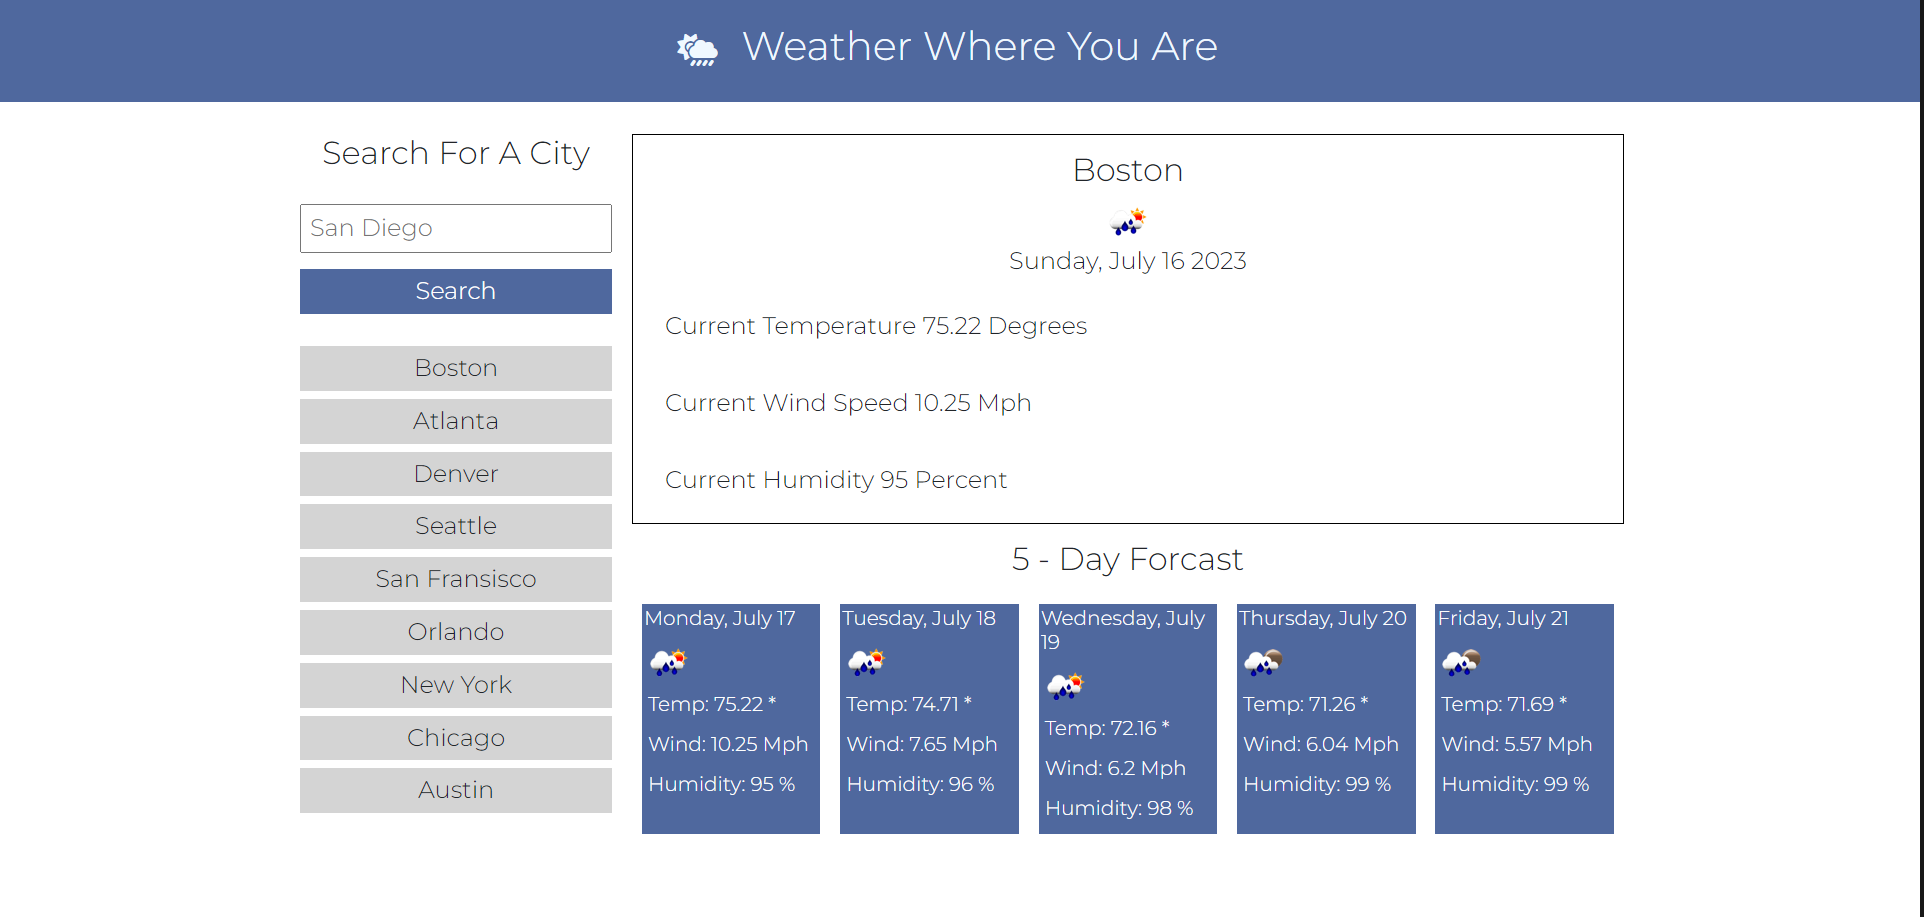 Weather Where You Are
Search For A City
San Diego
Search
Boston
Atlanta
Denver
Seattle
San Fransisco
Orlando
New York
Chicago
Austin
Boston
Sunday, July 16 2023
Current Temperature 75.22 Degrees
Current Wind Speed 10.25 Mph
Current Humidity 95 Percent
5 - Day Forcast
Monday, July 17
Temp: 75.22 *
Wind: 10.25 Mph
Humidity: 95 %
Tuesday, July 18
Temp: 74.71 *
Wind: 7.65 Mph
Humidity: 96 %
Wednesday, July
19
Temp: 72.16 *
Wind: 6.2 Mph
Humidity: 98 %
Thursday, July 20
Temp: 71.26 *
Wind: 6.04 Mph
Humidity: 99 %
Friday, July 21
Temp: 71.69 *
Wind: 5.57 Mph
Humidity: 99 %